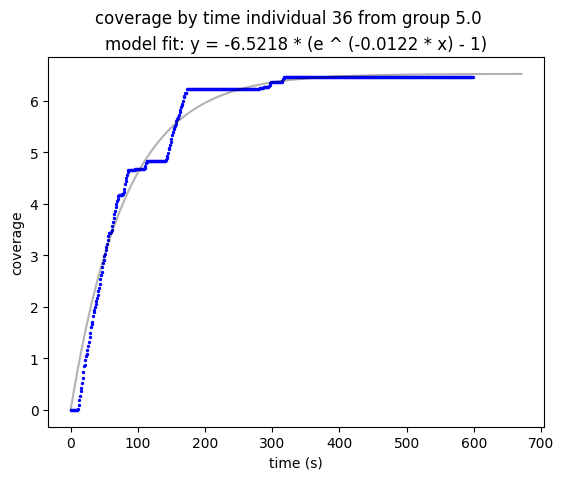 coverage by time individual 36 from group 5.0
model fit: y = -6.5218 * (e ^ (-0.0122 * x) - 1)
6
5
4
3
2
1
0
coverage
0 100 200 300 400 500 600 700
time (s)